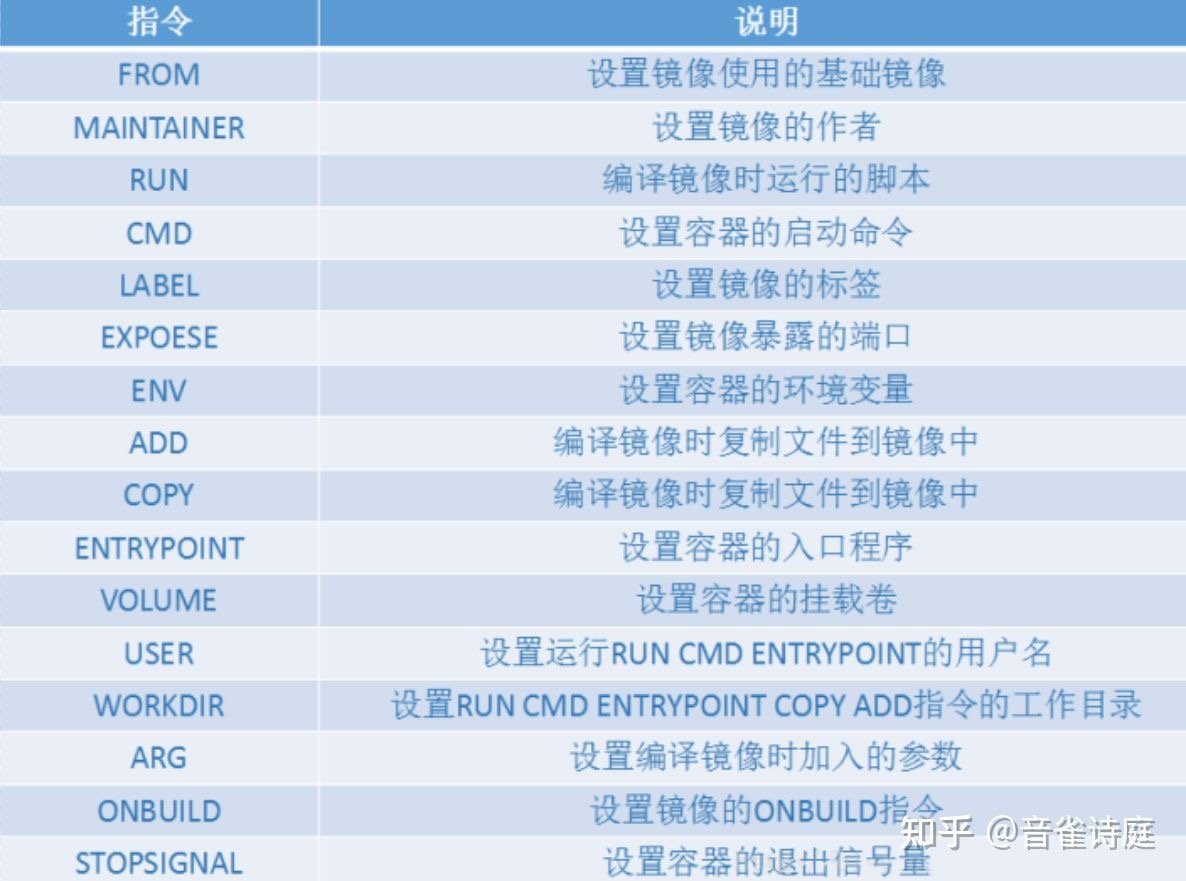 指令 说明
FROM 设置镜像使用的基础镜像
MAINTAINER 设置镜像的作者
RUN 编译镜像时运行的脚本
CMD 设置容器的启动命令
LABEL 设置镜像的标签
EXPOESE 设置镜像暴露的端口
ENV 设置容器的环境变量
ADD 编译镜像时复制文件到镜像中
COPY 编译镜像时复制文件到镜像中
ENTRYPOINT 设置容器的入口程序
VOLUME 设置容器的挂载卷
USER 设置运行RUN CMD ENTRYPOINT的用户名
WORKDIR 设置RUN CMD ENTRYPOINT COPY ADD指令的工作目录
ARG 设置编译镜像时加入的参数
ONBUILD 设置镜像的ONBUILD指令
知乎 @音雀诗庭
STOPSIGNAL 设置容器的退出信号量